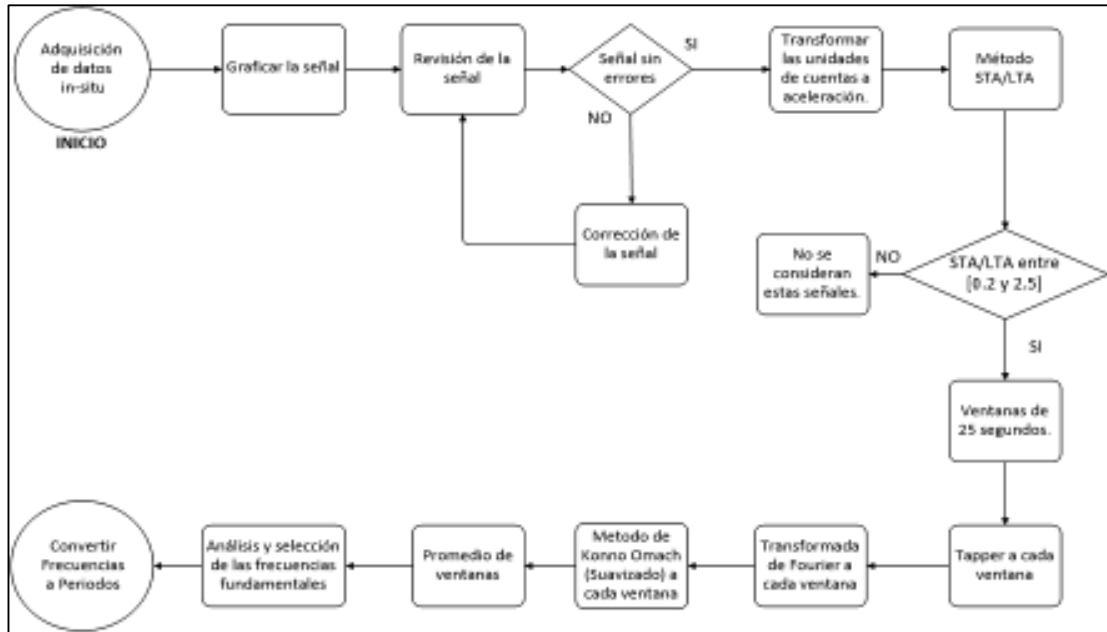 Adquisición
de datos
in-situ
INICIO
Graficar la señal
Revisión de la
señal
Señal sin
errores
SI
NO
Corrección de
la señal
Transformar
las unidades
de cuentas a
aceleración.
Método
STA/LTA
STA/LTA entre
[0.2 y 2.5]
NO
No se
consideran
estas señales.
SI
Ventanas de
25 segundos.
Tapper a cada
ventana
Transformada
de Fourier a
cada ventana
Metodo de
Konno Omach
(Suavizado) a
cada ventana
Promedio de
ventanas
Análisis y selección
de las frecuencias
fundamentales
Convertir
Frecuencias
a Periodos